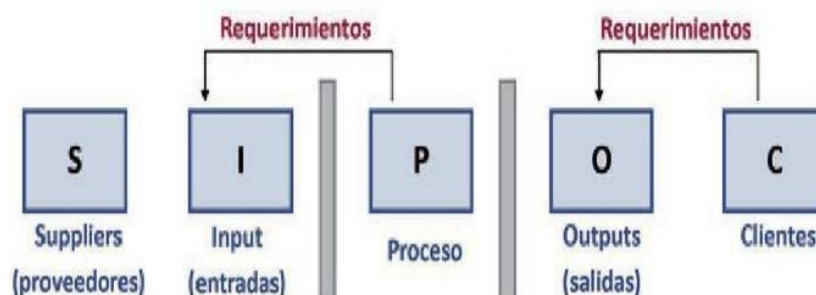 Requerimientos
Requerimientos
S
I
P
O
C
Suppliers
(proveedores)
Input
(entradas)
Proceso
Outputs
(salidas)
Clientes